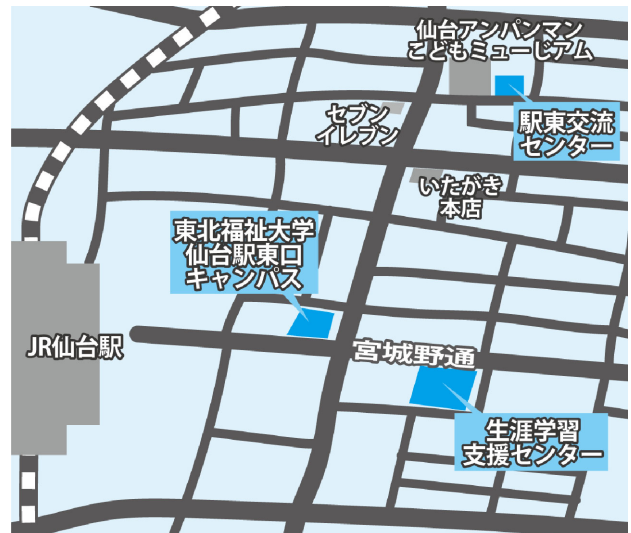 仙台アンパンマン
こどもミュージアム
セブン
イレブン
駅東交流
センター
いたがき
本店
東北福祉大学
仙台駅東口
キャンパス
JR仙台駅
宮城野通
生涯学習
支援センター